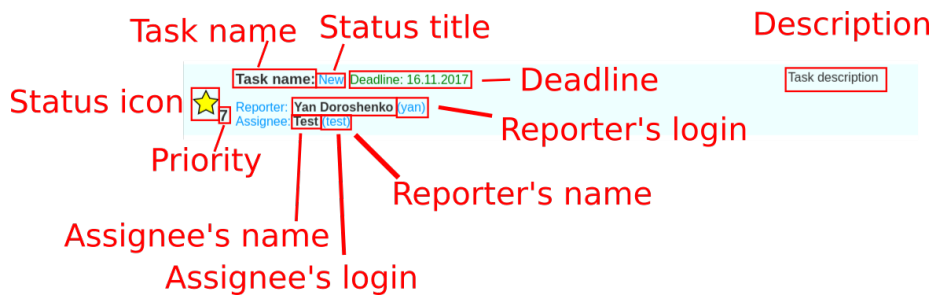 Task name
Status title
Description
Task name: New Deadline: 16.11.2017
Task description
Deadline
Status icon
7
Reporter: Yan Doroshenko (yan)
Assignee: Test (test)
Reporter's login
Priority
Reporter's name
Assignee's name
Assignee's login